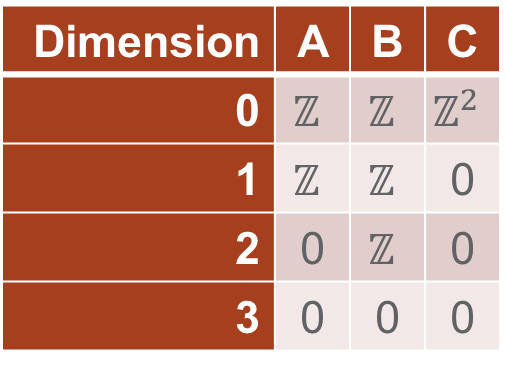 Dimension A B C
0 ℤ ℤ ℤ²
1 ℤ ℤ 0
2 0 ℤ 0
3 0 0 0